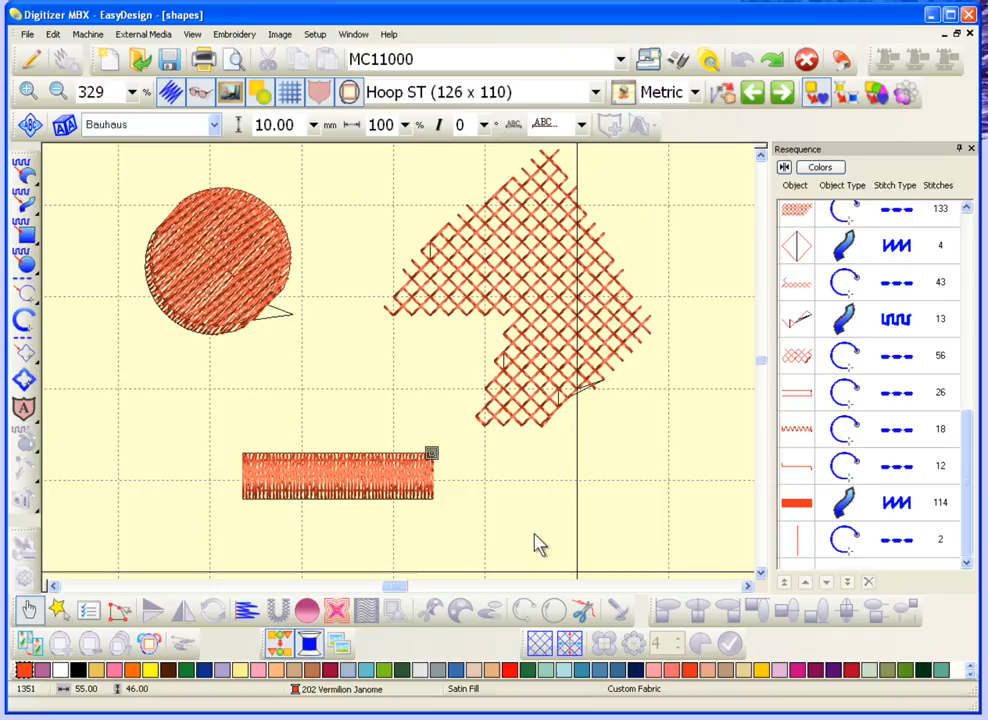 Digitizer MBX - EasyDesign - [shapes]
File Edit Machine External Media View Embroidery Image Setup Window Help
MC11000
329 % Hoop ST (126 x 110) Metric
Bauhaus 10.00 mm 100 % I 0 ° ABC ABC
Resequence
Colors
Object Object Type Stitch Type Stitches
133
4
43
13
56
26
18
12
114
2
4
1351 55.00 46.00 202 Vermilion Janome Satin Fill Custom Fabric